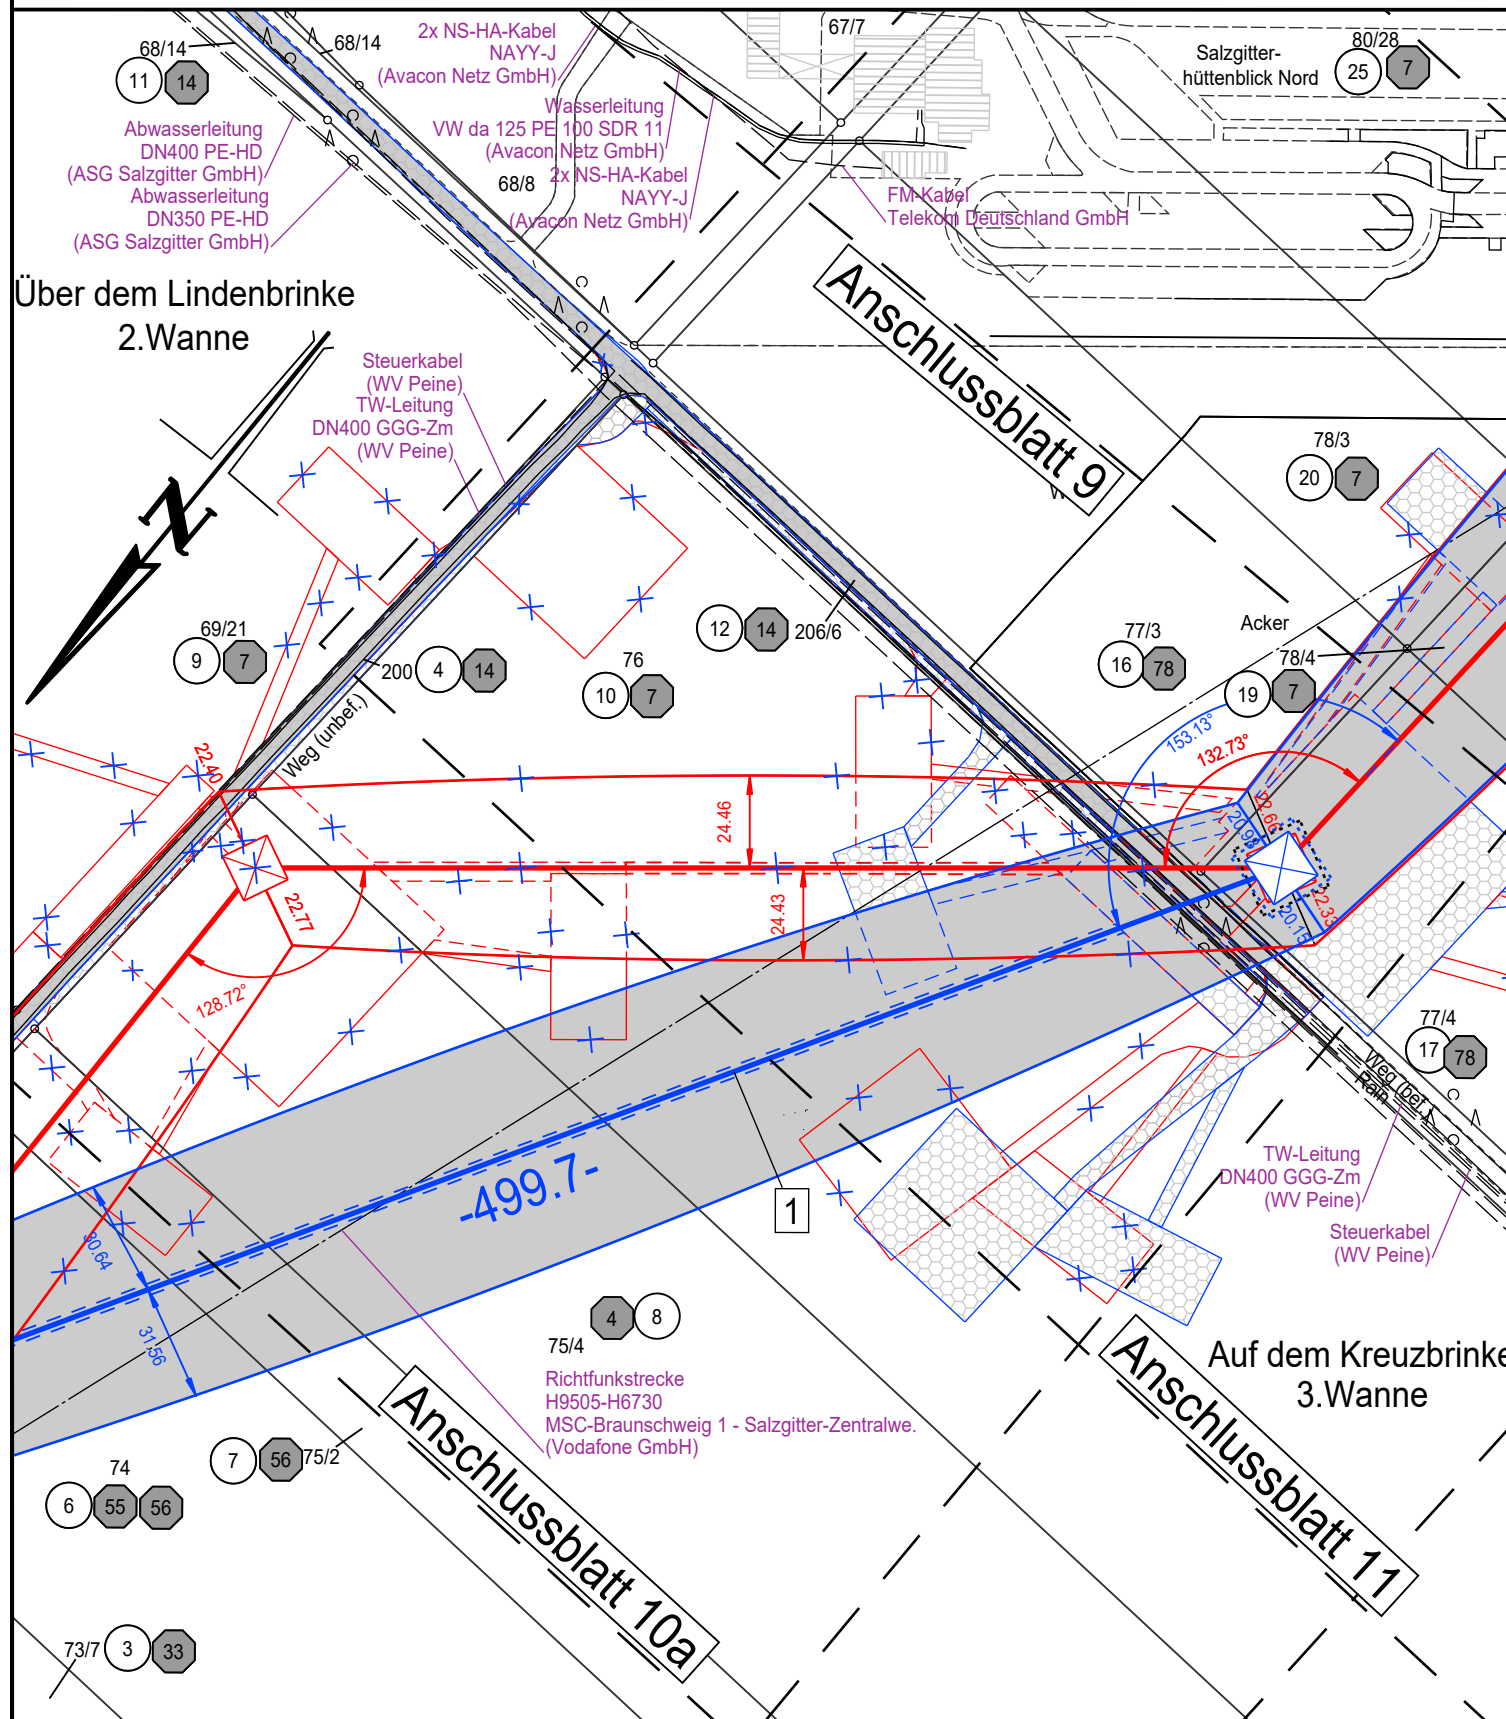 68/14
11
14
68/14
2x NS-HA-Kabel
NAYY-J
(Avacon Netz GmbH)
67/7
Salzgitter-
hüttenblick Nord
80/28
25
7
Abwasserleitung
DN400 PE-HD
(ASG Salzgitter GmbH)
Abwasserleitung
DN350 PE-HD
(ASG Salzgitter GmbH)
Wasserleitung
VW da 125 PE 100 SDR 11
(Avacon Netz GmbH)
2x NS-HA-Kabel
NAYY-J
(Avacon Netz GmbH)
68/8
FM-Kabel
Telekom Deutschland GmbH
Über dem Lindenbrinke
2.Wanne
Anschlussblatt 9
Steuerkabel
(WV Peine)
TW-Leitung
DN400 GGG-Zm
(WV Peine)
N
78/3
20
7
69/21
9
7
200
4
14
76
10
7
12
14
206/6
77/3
16
78
Acker
78/4
19
7
Weg (unbef.)
22.40
24.46
153.13°
132.73°
22.66
20.98
22.77
24.43
22.33
20.15
128.72°
77/4
17
78
Weg (bef.)
Rain
TW-Leitung
DN400 GGG-Zm
(WV Peine)
Steuerkabel
(WV Peine)
-499.7-
1
30.64
31.56
4
8
75/4
Richtfunkstrecke
H9505-H6730
MSC-Braunschweig 1 - Salzgitter-Zentralwe.
(Vodafone GmbH)
Auf dem Kreuzbrinke
3.Wanne
Anschlussblatt 10a
Anschlussblatt 11
7
56
75/2
74
6
55
56
73/7
3
33